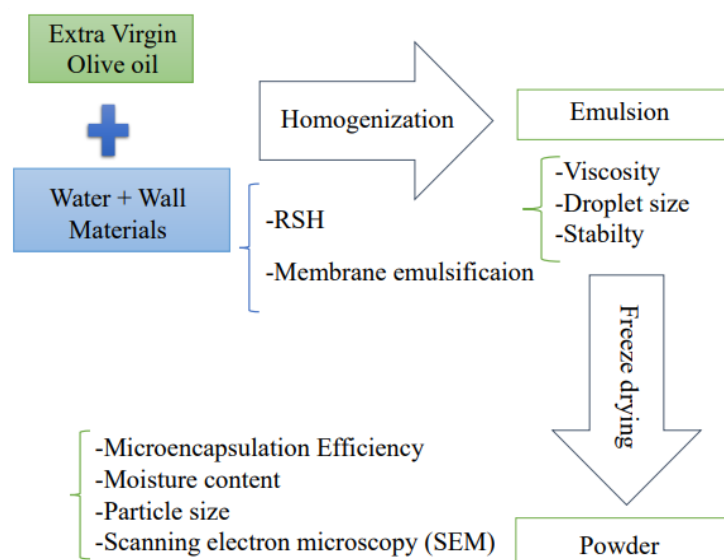 Extra Virgin
Olive oil
Homogenization
Emulsion
Water + Wall
Materials
-RSH
-Membrane emulsificaion
-Viscosity
-Droplet size
-Stabilty
Freeze drying
-Microencapsulation Efficiency
-Moisture content
-Particle size
-Scanning electron microscopy (SEM)
Powder